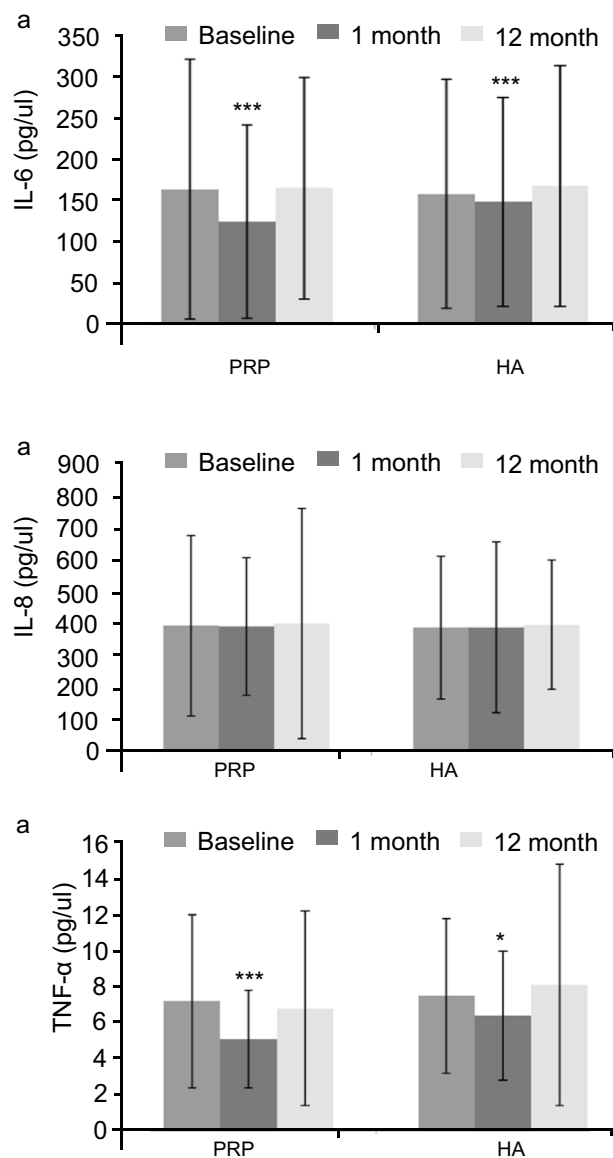 a
Baseline 1 month 12 month
350
300
250
200
150
100
50
0
IL-6 (pg/ul)
*** ***
PRP HA
a
Baseline 1 month 12 month
900
800
700
600
500
400
300
200
100
0
IL-8 (pg/ul)
PRP HA
a
Baseline 1 month 12 month
16
14
12
10
8
6
4
2
0
TNF-α (pg/ul)
*** *
PRP HA